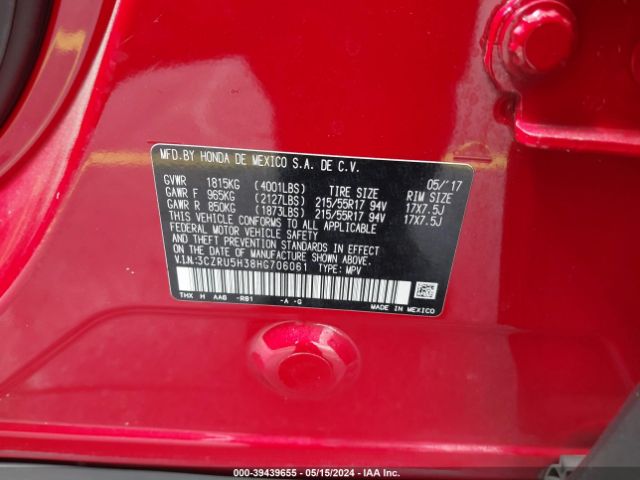 MFD. BY HONDA DE MEXICO S.A. DE C.V.
05/'17
GVWR 1815KG (4001LBS) TIRE SIZE RIM SIZE
GAWR F 965KG (2127LBS) 215/55R17 94V 17X7.5J
GAWR R 850KG (1873LBS) 215/55R17 94V 17X7.5J
THIS VEHICLE CONFORMS TO ALL APPLICABLE
FEDERAL MOTOR VEHICLE SAFETY
AND THEFT PREVENTION STANDARDS IN EFFECT
ON THE DATE OF MANUFACTURE SHOWN ABOVE.
V.I.N.:3CZRU5H38HG706061 TYPE: MPV
THX H AA6 -R81 -A -G MADE IN MEXICO
000-39439655 - 05/15/2024 - IAA Inc.